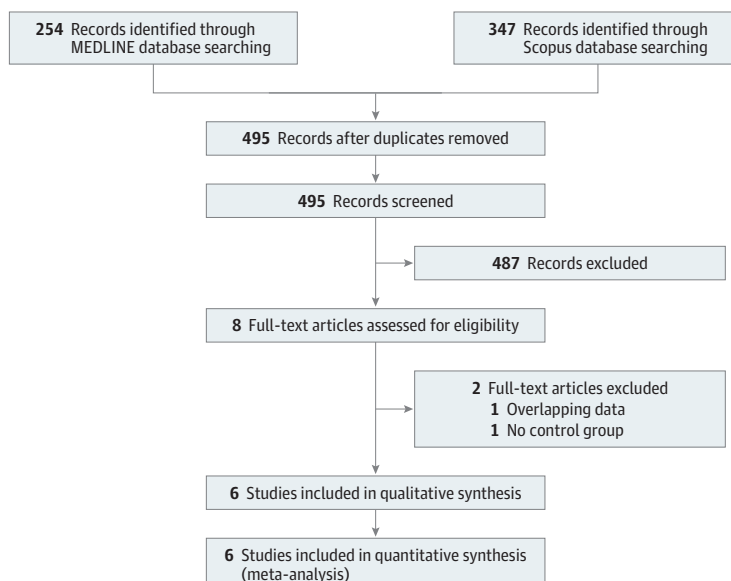 254 Records identified through
MEDLINE database searching
347 Records identified through
Scopus database searching
495 Records after duplicates removed
495 Records screened
487 Records excluded
8 Full-text articles assessed for eligibility
2 Full-text articles excluded
1 Overlapping data
1 No control group
6 Studies included in qualitative synthesis
6 Studies included in quantitative synthesis
(meta-analysis)